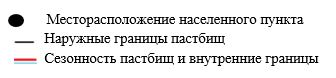 Месторасположение населенного пункта
Наружные границы пастбищ
Сезонность пастбищ и внутренние границы